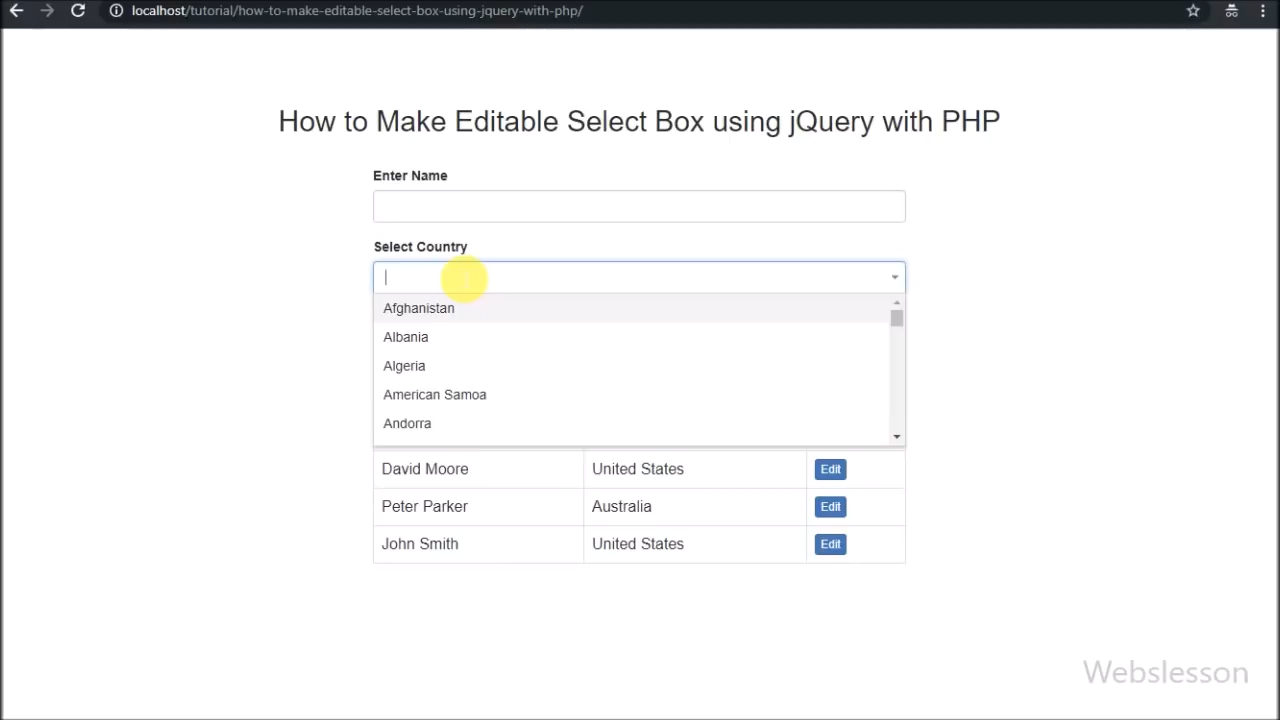 localhost/tutorial/how-to-make-editable-select-box-using-jquery-with-php/
How to Make Editable Select Box using jQuery with PHP
Enter Name
Select Country
Afghanistan
Albania
Algeria
American Samoa
Andorra
David Moore United States Edit
Peter Parker Australia Edit
John Smith United States Edit
Webslesson